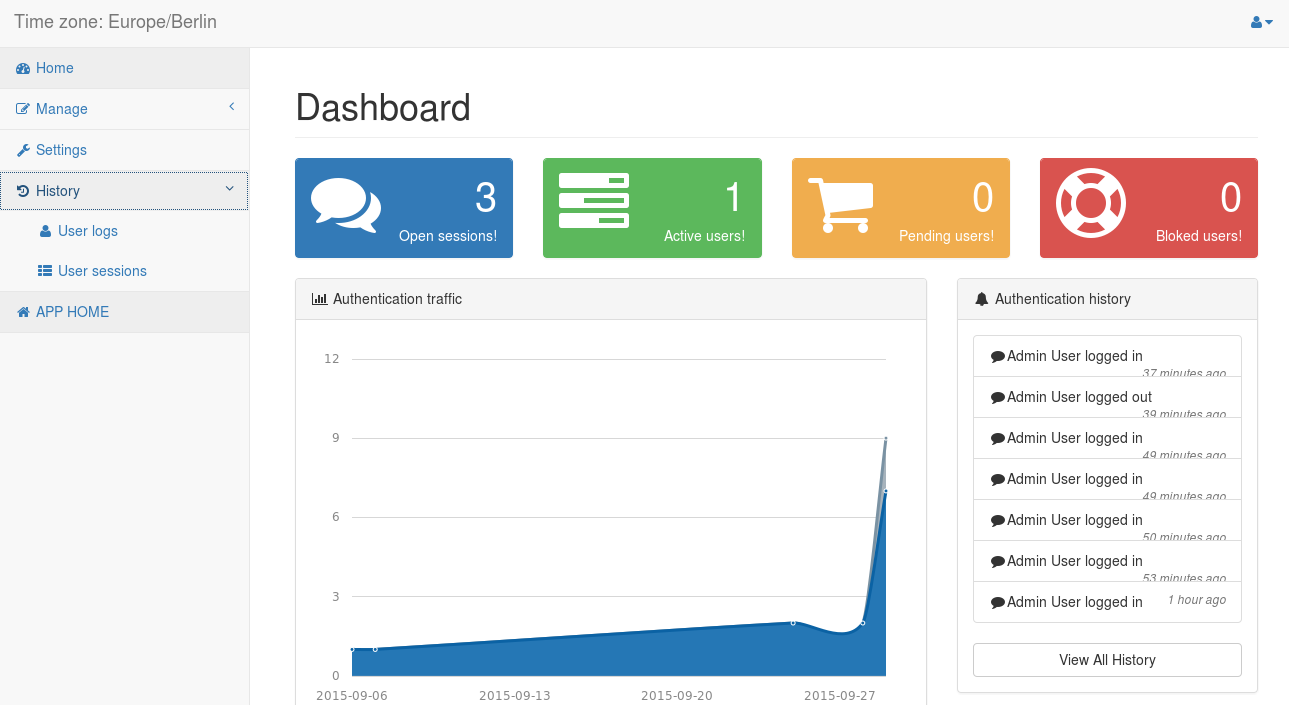 Time zone: Europe/Berlin
Home
Manage
Settings
History
User logs
User sessions
APP HOME
Dashboard
3
Open sessions!
1
Active users!
0
Pending users!
0
Bloked users!
Authentication traffic
12
9
6
3
0
2015-09-06 2015-09-13 2015-09-20 2015-09-27
Authentication history
Admin User logged in
37 minutes ago
Admin User logged out
39 minutes ago
Admin User logged in
49 minutes ago
Admin User logged in
49 minutes ago
Admin User logged in
50 minutes ago
Admin User logged in
53 minutes ago
Admin User logged in 1 hour ago
View All History